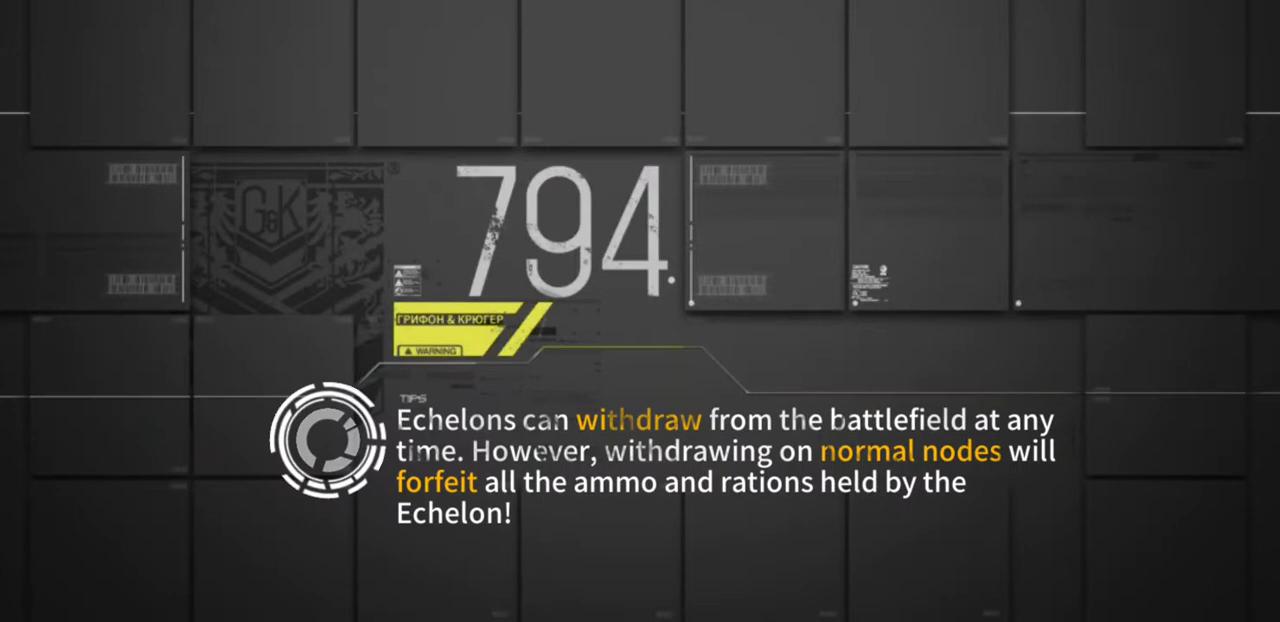 G&K
794.
ГРИФОН & КРЮГЕР
WARNING
TIPS
Echelons can withdraw from the battlefield at any
time. However, withdrawing on normal nodes will
forfeit all the ammo and rations held by the
Echelon!